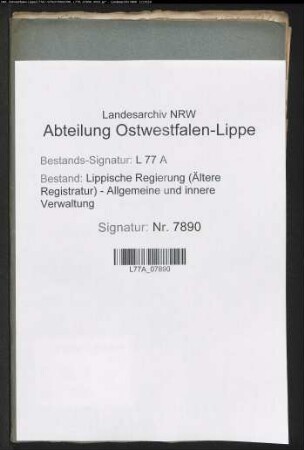 Landesarchiv NRW
Abteilung Ostwestfalen-Lippe
Bestands-Signatur: L 77 A
Bestand: Lippische Regierung (Ältere
Registratur) - Allgemeine und innere
Verwaltung
Signatur: Nr. 7890
L77A_07890